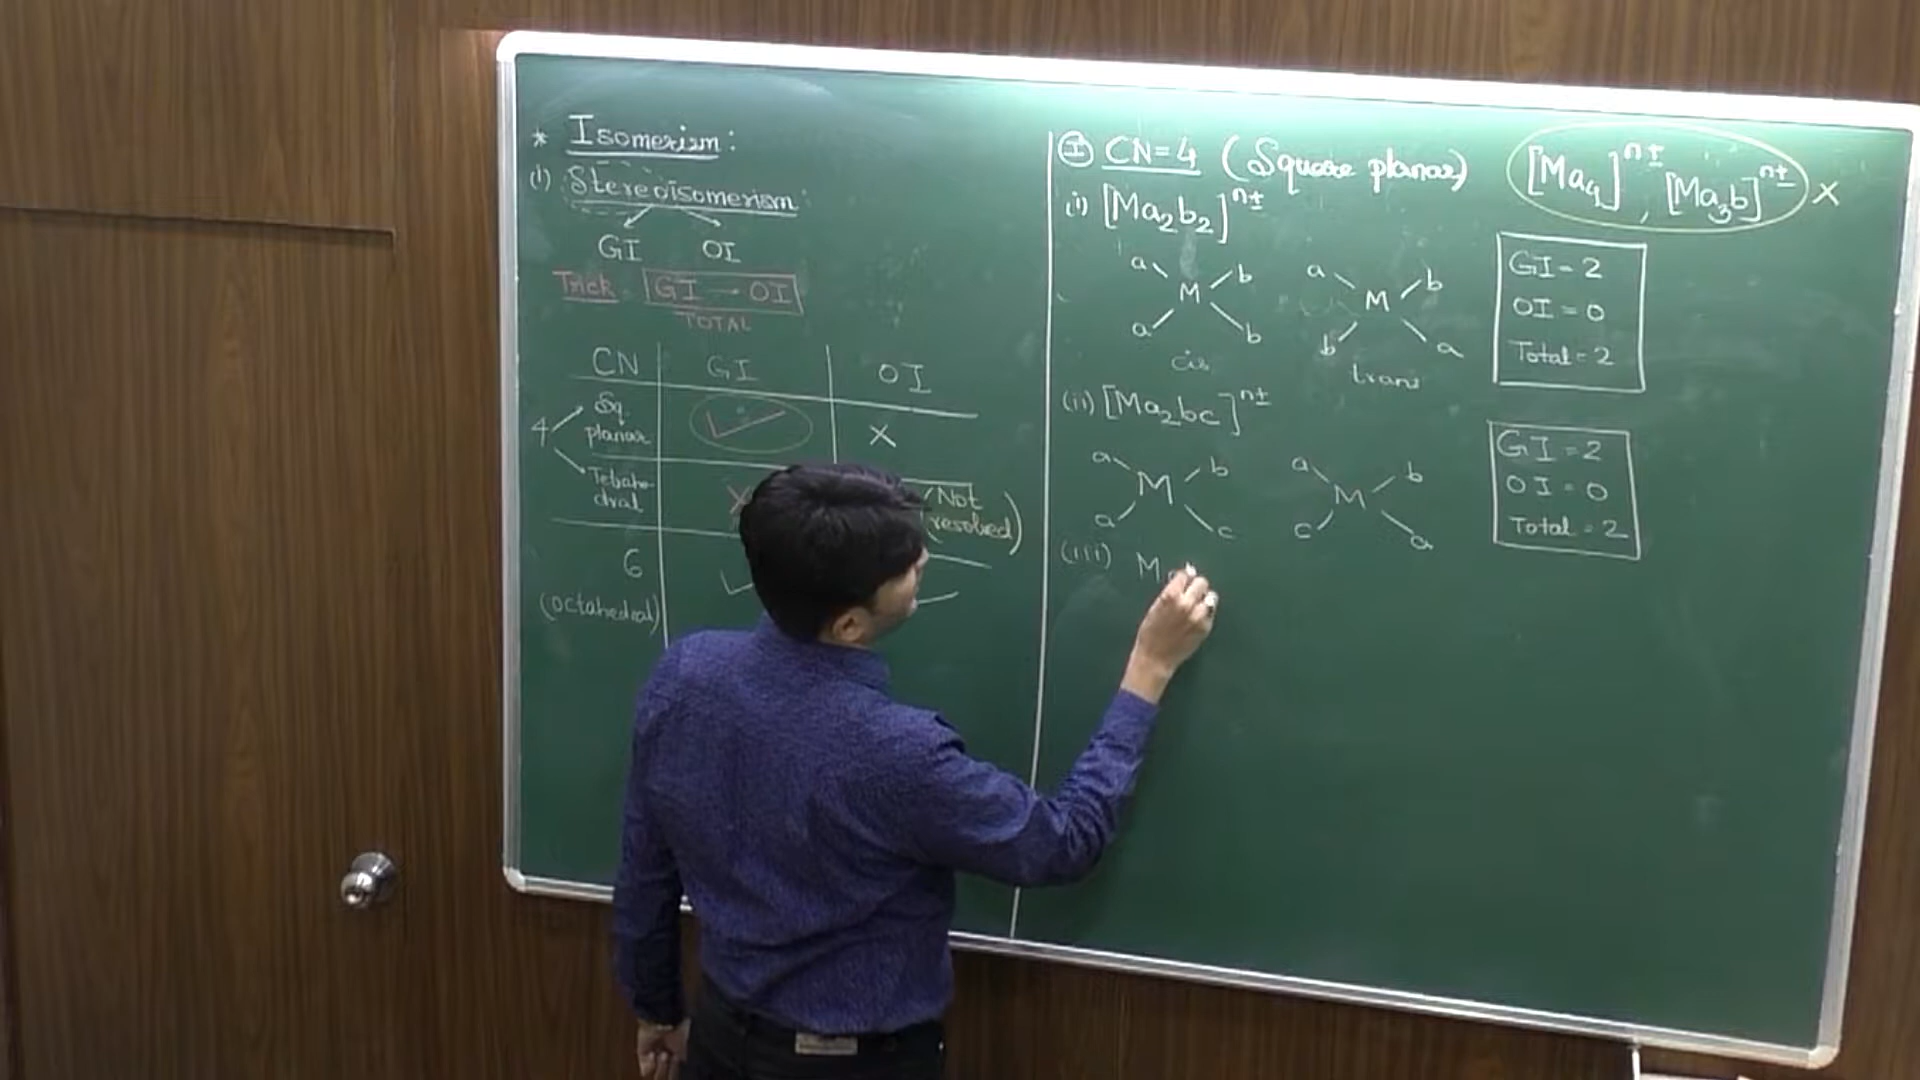 * Isomerism:
(i) Stereoisomerism:
GI OI
Trick GI - OI
TOTAL
CN GI OI
4 Sq. planar ✓ X
Tetrahedral X (Not resolved)
6 (octahedral)
I CN=4 (Square planar) [Ma₄]ⁿ±, [Ma₃b]ⁿ± X
(i) [Ma₂b₂]ⁿ±
a b a b
M M
a b b a
cis trans
GI = 2
OI = 0
Total = 2
(ii) [Ma₂bc]ⁿ±
a b a b
M M
a c c a
GI = 2
OI = 0
Total = 2
(iii) M